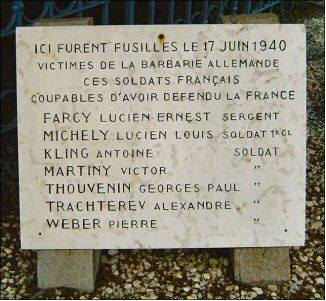 ICI FURENT FUSILLES LE 17 JUIN 1940
VICTIMES DE LA BARBARIE ALLEMANDE
CES SOLDATS FRANÇAIS
COUPABLES D'AVOIR DEFENDU LA FRANCE
FARCY LUCIEN ERNEST SERGENT
MICHELY LUCIEN LOUIS SOLDAT 1ACL
KLING ANTOINE SOLDAT
MARTINY VICTOR "
THOUVENIN GEORGES PAUL "
TRACHTEREV ALEXANDRE "
WEBER PIERRE "